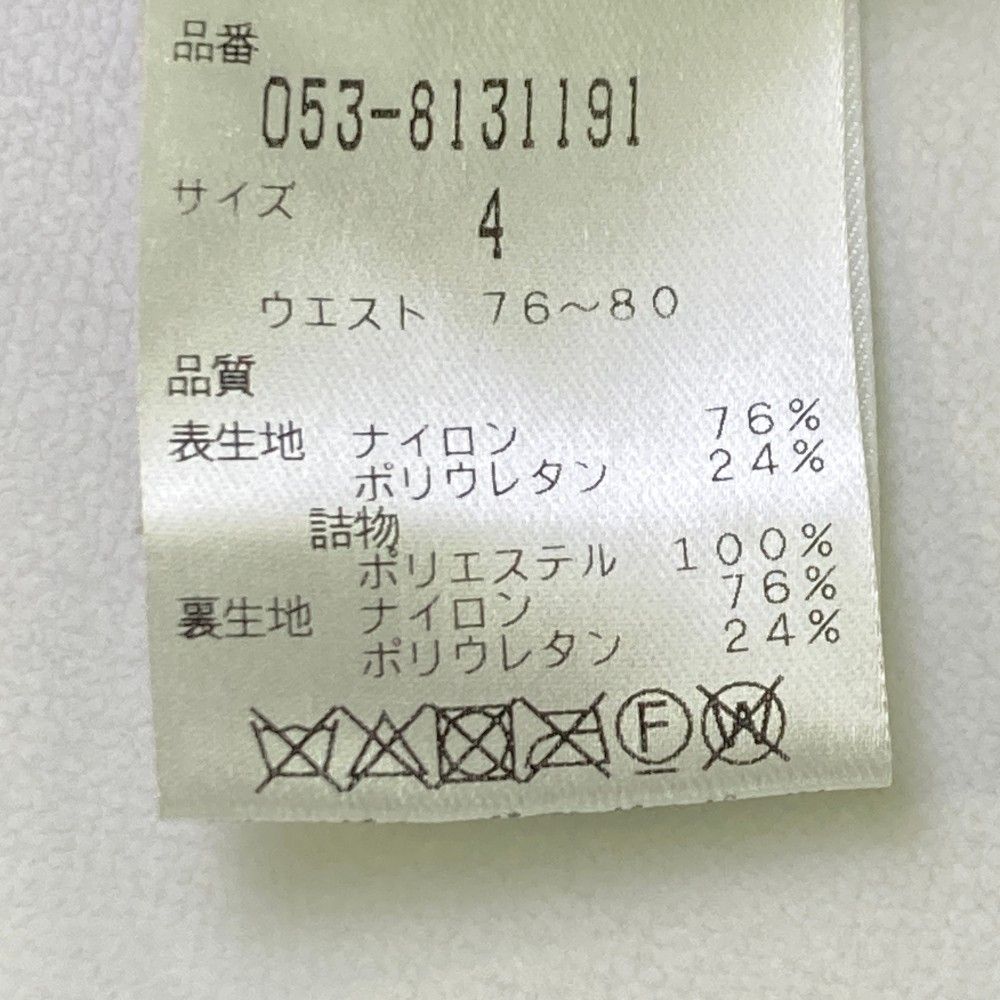 品番
053-8131191
サイズ 4
ウエスト 76～80
品質
表生地 ナイロン 76%
ポリウレタン 24%
詰物
ポリエステル 100%
裏生地 ナイロン 76%
ポリウレタン 24%
F W